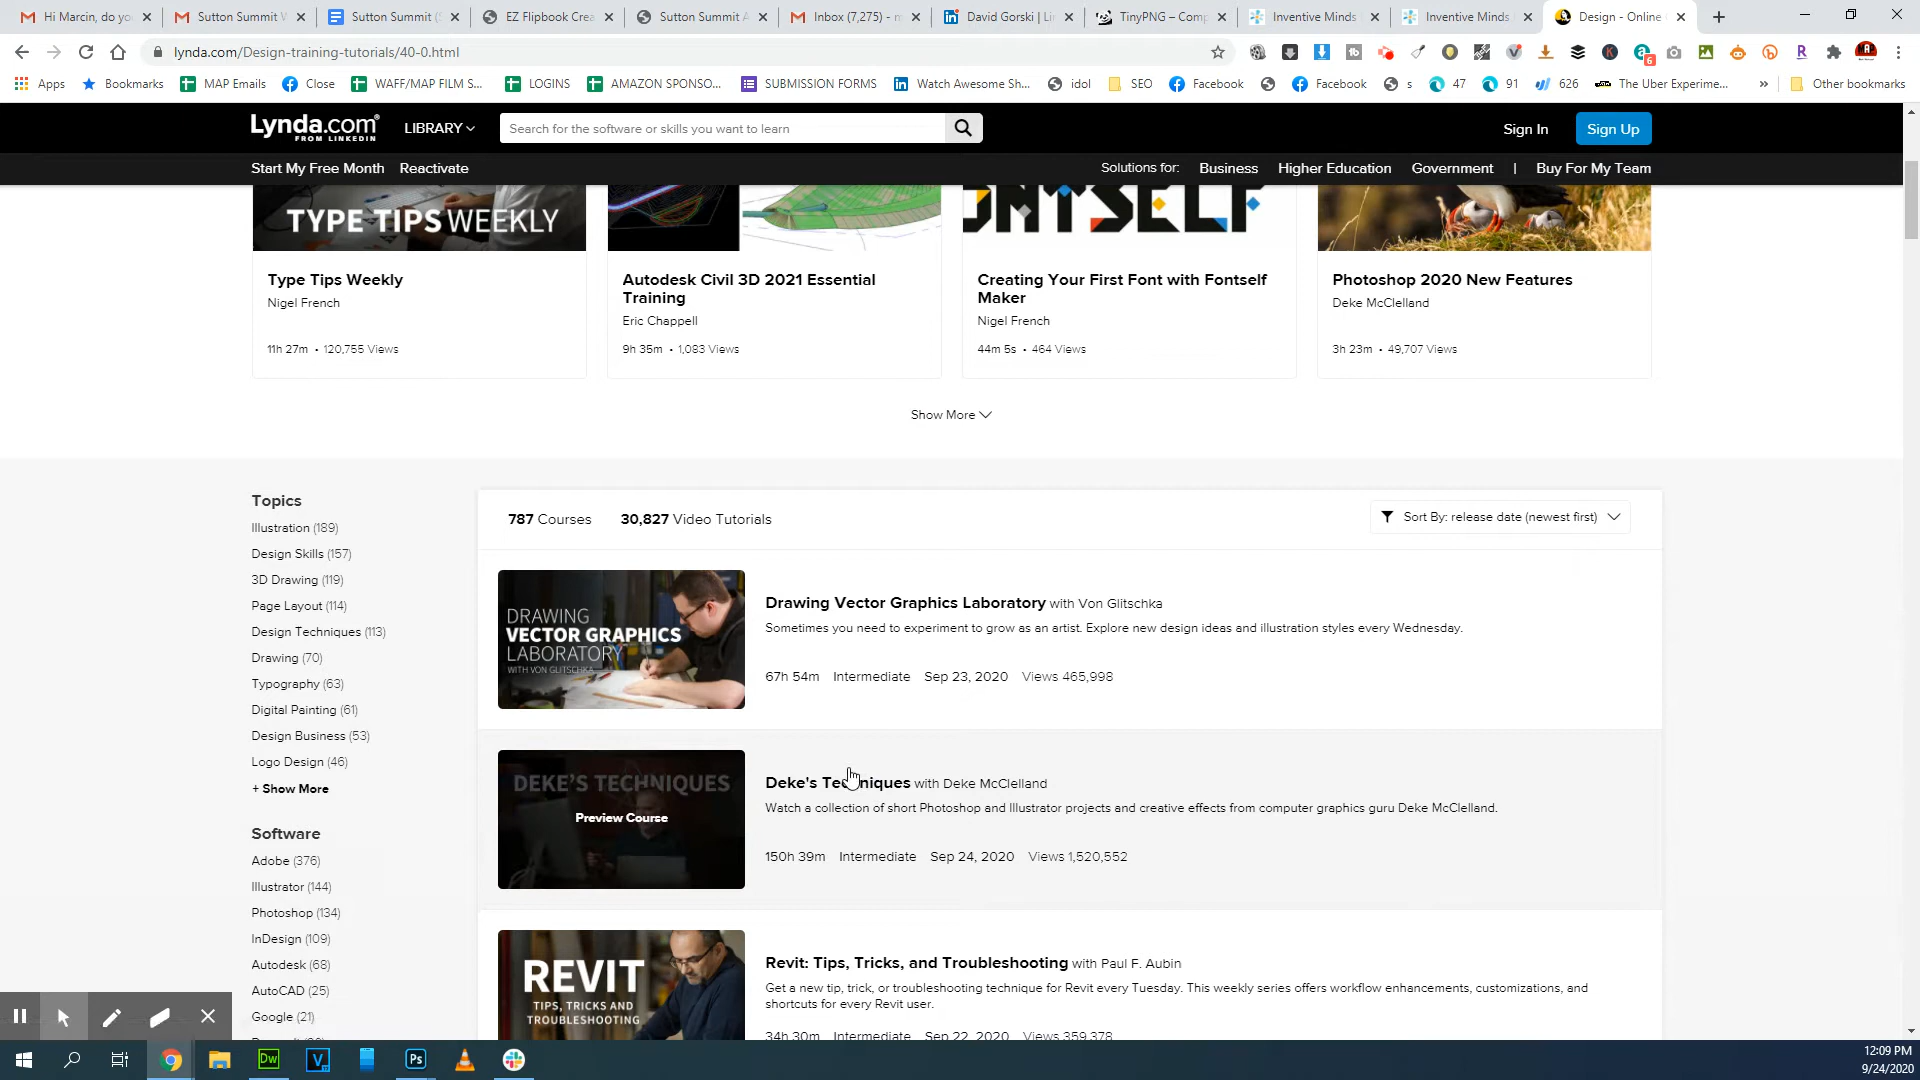 Hi Marcin, do yo
Sutton Summit W
Sutton Summit (S
EZ Flipbook Crea
Sutton Summit A
Inbox (7,275) - m
David Gorski | Li
TinyPNG – Comp
Inventive Minds
Inventive Minds
Design - Online
lynda.com/Design-training-tutorials/40-0.html
6
Apps
Bookmarks
MAP Emails
Close
WAFF/MAP FILM S...
LOGINS
AMAZON SPONSO...
SUBMISSION FORMS
Watch Awesome Sh...
idol
SEO
Facebook
Facebook
s
47
91
626
The Uber Experime...
»
Other bookmarks
Lynda.com
FROM LINKEDIN
LIBRARY
Search for the software or skills you want to learn
Sign In
Sign Up
Start My Free Month
Reactivate
Solutions for:
Business
Higher Education
Government
|
Buy For My Team
TYPE TIPS WEEKLY
Type Tips Weekly
Nigel French
11h 27m • 120,755 Views
Autodesk Civil 3D 2021 Essential
Training
Eric Chappell
9h 35m • 1,083 Views
Creating Your First Font with Fontself
Maker
Nigel French
44m 5s • 464 Views
Photoshop 2020 New Features
Deke McClelland
3h 23m • 49,707 Views
Show More
Topics
Illustration (189)
Design Skills (157)
3D Drawing (119)
Page Layout (114)
Design Techniques (113)
Drawing (70)
Typography (63)
Digital Painting (61)
Design Business (53)
Logo Design (46)
+ Show More
Software
Adobe (376)
Illustrator (144)
Photoshop (134)
InDesign (109)
Autodesk (68)
AutoCAD (25)
Google (21)
787 Courses
30,827 Video Tutorials
Sort By: release date (newest first)
DRAWING
VECTOR GRAPHICS
LABORATORY
WITH VON GLITSCHKA
Drawing Vector Graphics Laboratory with Von Glitschka
Sometimes you need to experiment to grow as an artist. Explore new design ideas and illustration styles every Wednesday.
67h 54m Intermediate Sep 23, 2020 Views 465,998
DEKE'S TECHNIQUES
Preview Course
Deke's Techniques with Deke McClelland
Watch a collection of short Photoshop and Illustrator projects and creative effects from computer graphics guru Deke McClelland.
150h 39m Intermediate Sep 24, 2020 Views 1,520,552
REVIT
TIPS, TRICKS AND
TROUBLESHOOTING
Revit: Tips, Tricks, and Troubleshooting with Paul F. Aubin
Get a new tip, trick, or troubleshooting technique for Revit every Tuesday. This weekly series offers workflow enhancements, customizations, and
shortcuts for every Revit user.
34h 30m Intermediate Sep 22, 2020 Views 359,378
Dw
Ps
12:09 PM
9/24/2020